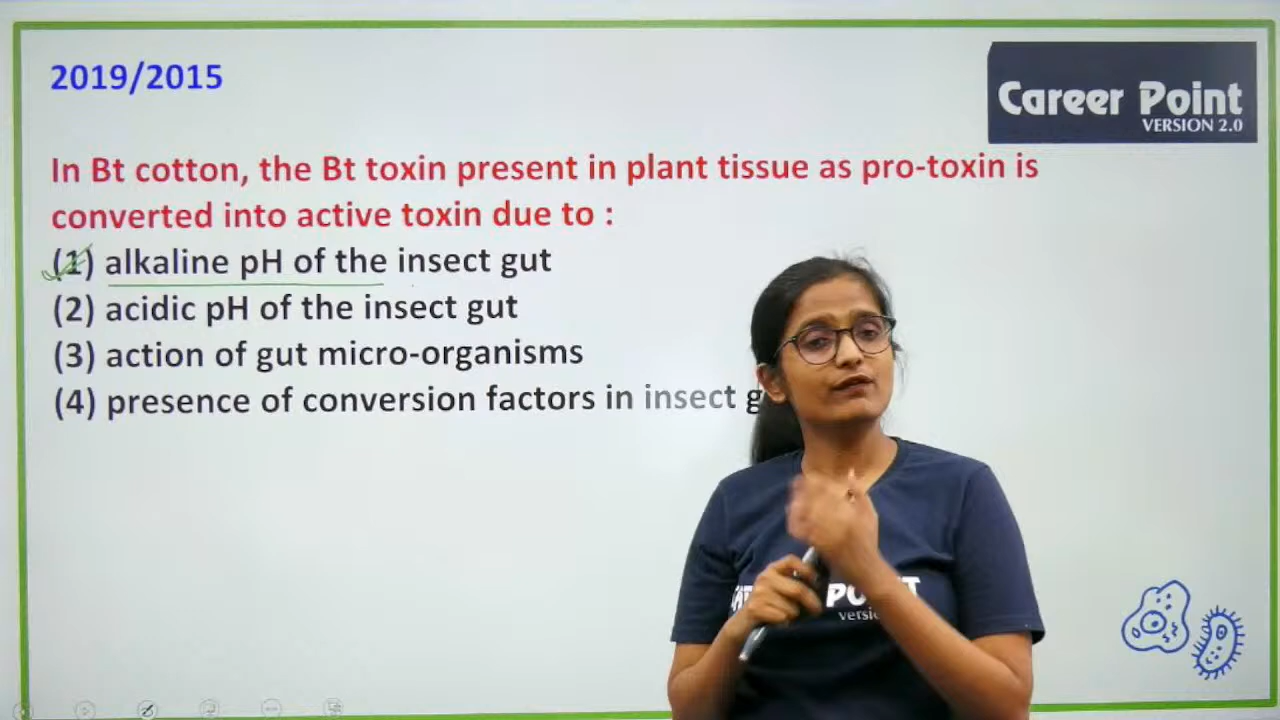 2019/2015
Career Point
VERSION 2.0
In Bt cotton, the Bt toxin present in plant tissue as pro-toxin is
converted into active toxin due to :
(1) alkaline pH of the insect gut
(2) acidic pH of the insect gut
(3) action of gut micro-organisms
(4) presence of conversion factors in insect